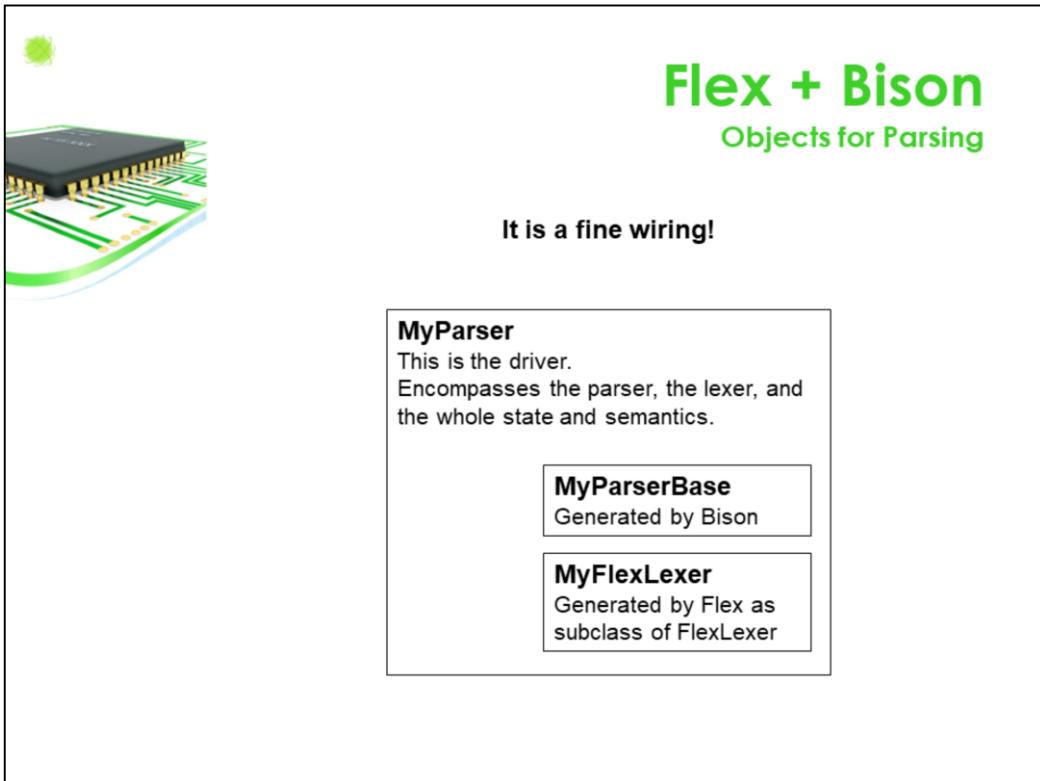 Flex + Bison
Objects for Parsing
It is a fine wiring!
MyParser
This is the driver.
Encompasses the parser, the lexer, and
the whole state and semantics.
MyParserBase
Generated by Bison
MyFlexLexer
Generated by Flex as
subclass of FlexLexer